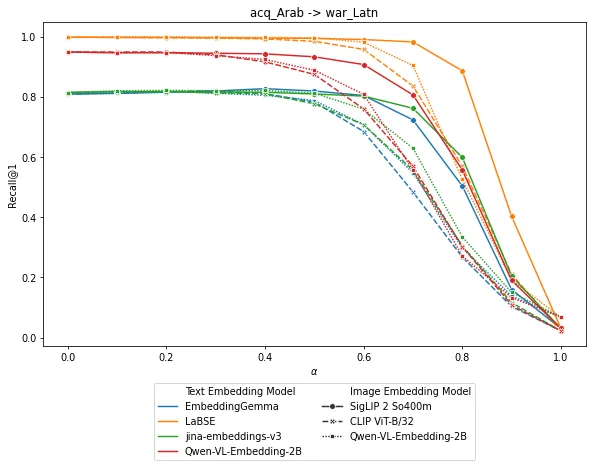 acq_Arab -> war_Latn
Recall@1
1.0
0.8
0.6
0.4
0.2
0.0
0.0 0.2 0.4 0.6 0.8 1.0
α
Text Embedding Model
EmbeddingGemma
LaBSE
jina-embeddings-v3
Qwen-VL-Embedding-2B
Image Embedding Model
SigLIP 2 So400m
CLIP ViT-B/32
Qwen-VL-Embedding-2B